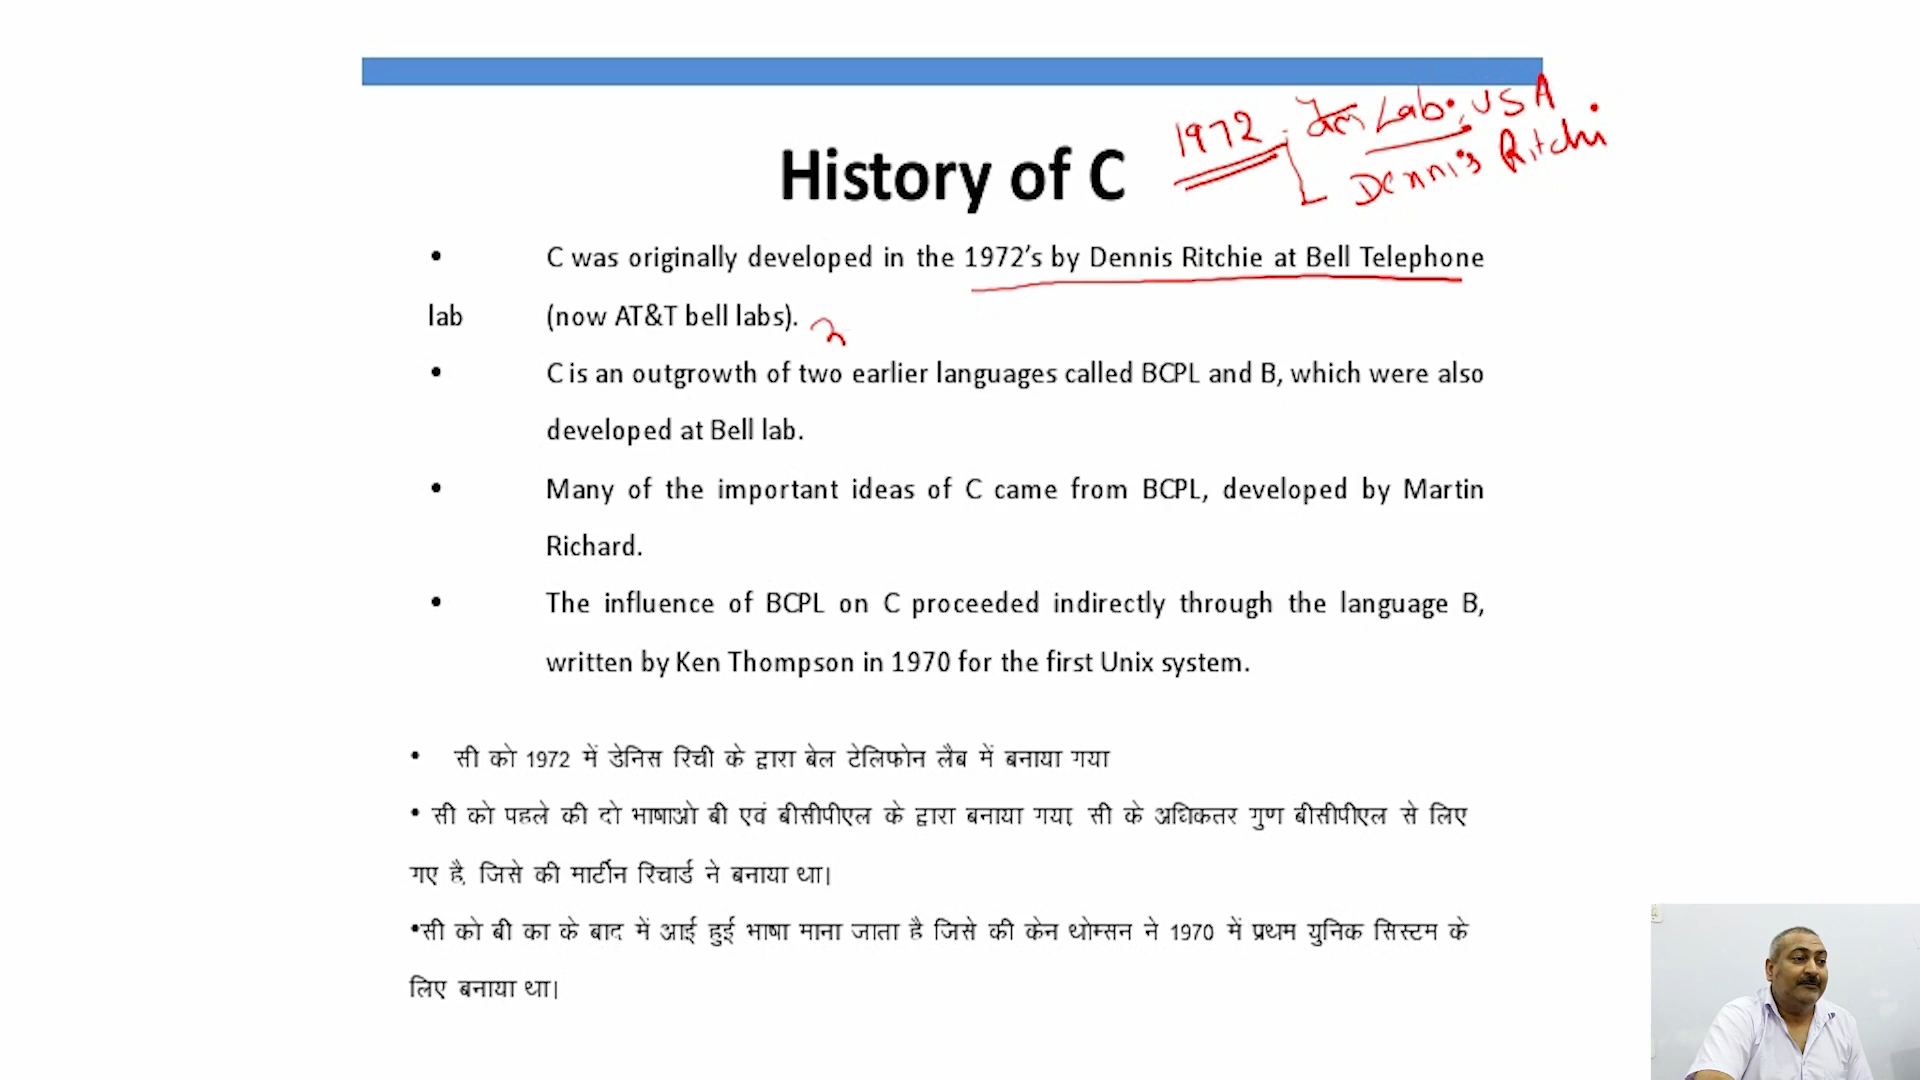 1972 बेल Lab. USA
Dennis Ritchi
History of C
• C was originally developed in the 1972’s by Dennis Ritchie at Bell Telephone
lab (now AT&T bell labs).
• C is an outgrowth of two earlier languages called BCPL and B, which were also
developed at Bell lab.
• Many of the important ideas of C came from BCPL, developed by Martin
Richard.
• The influence of BCPL on C proceeded indirectly through the language B,
written by Ken Thompson in 1970 for the first Unix system.
• सी को 1972 में डेनिस रिची के द्वारा बेल टेलिफोन लैब में बनाया गया
• सी को पहले की दो भाषाओ बी एवं बीसीपीएल के द्वारा बनाया गया, सी के अधिकतर गुण बीसीपीएल से लिए
गए है, जिसे की मार्टीन रिचार्ड ने बनाया था।
•सी को बी का के बाद में आई हुई भाषा माना जाता है जिसे की केन थोम्सन ने 1970 में प्रथम युनिक सिस्टम के
लिए बनाया था।